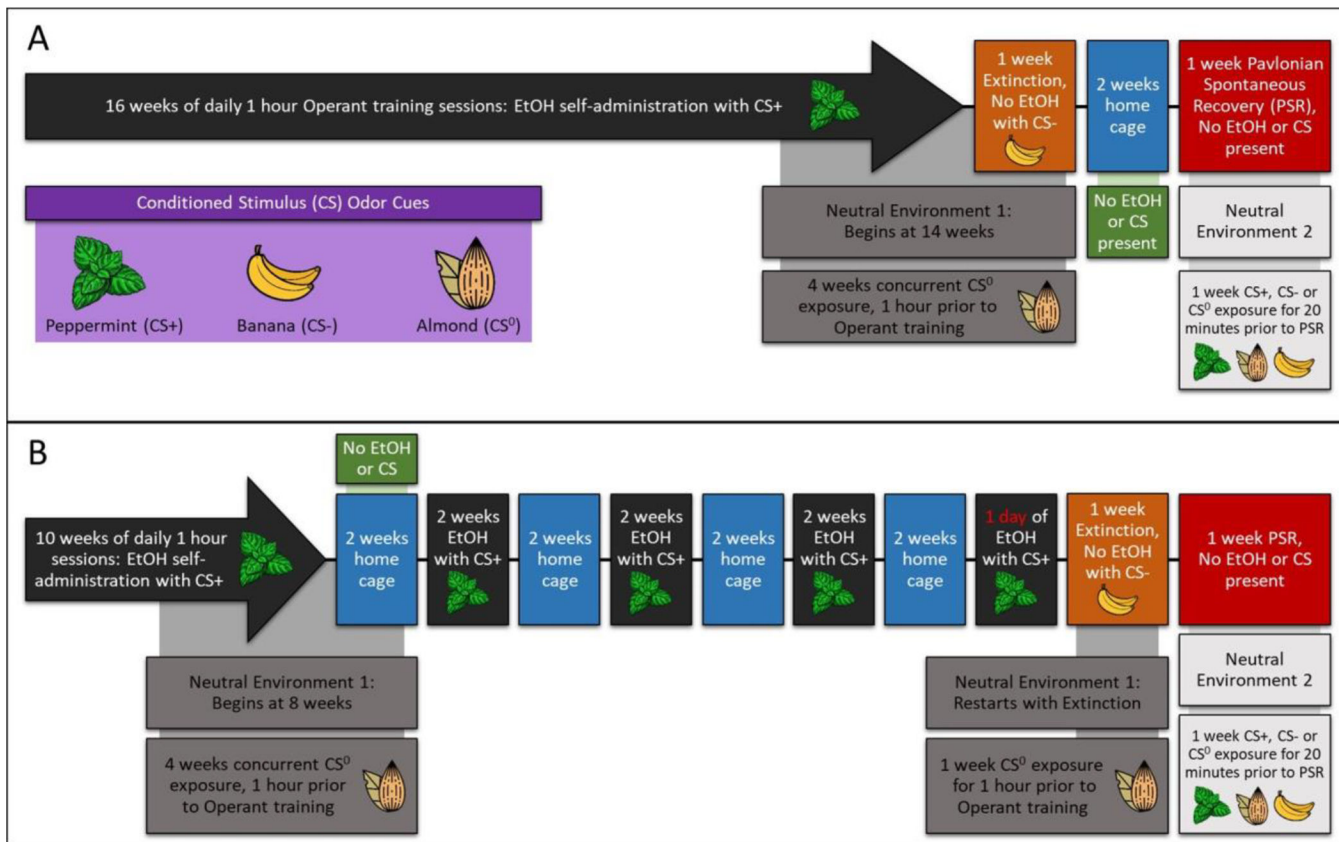 A
16 weeks of daily 1 hour Operant training sessions: EtOH self-administration with CS+
1 week
Extinction,
No EtOH
with CS-
2 weeks
home
cage
1 week Pavlonian
Spontaneous
Recovery (PSR),
No EtOH or CS
present
Conditioned Stimulus (CS) Odor Cues
Peppermint (CS+)
Banana (CS-)
Almond (CS⁰)
Neutral Environment 1:
Begins at 14 weeks
No EtOH
or CS
present
Neutral
Environment 2
4 weeks concurrent CS⁰
exposure, 1 hour prior to
Operant training
1 week CS+, CS- or
CS⁰ exposure for 20
minutes prior to PSR
B
No EtOH
or CS
10 weeks of daily 1 hour
sessions: EtOH self-
administration with CS+
2 weeks
home
cage
2 weeks
EtOH
with CS+
2 weeks
home
cage
2 weeks
EtOH
with CS+
2 weeks
home
cage
2 weeks
EtOH
with CS+
2 weeks
home
cage
1 day of
EtOH
with CS+
1 week
Extinction,
No EtOH
with CS-
1 week PSR,
No EtOH or CS
present
Neutral Environment 1:
Begins at 8 weeks
Neutral Environment 1:
Restarts with Extinction
Neutral
Environment 2
4 weeks concurrent CS⁰
exposure, 1 hour prior
to Operant training
1 week CS⁰ exposure
for 1 hour prior to
Operant training
1 week CS+, CS- or
CS⁰ exposure for 20
minutes prior to PSR